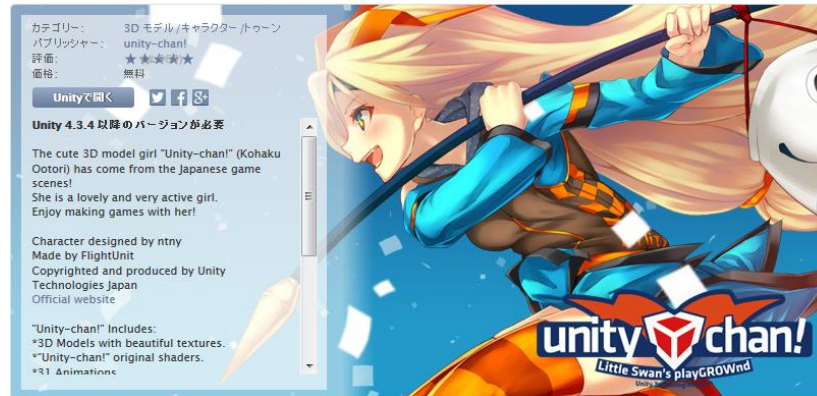 カテゴリー: 3D モデル/キャラクター/トゥーン
パブリッシャー: unity-chan!
評価: ★★★★★
価格: 無料
Unityで開く
Unity 4.3.4 以降のバージョンが必要
The cute 3D model girl "Unity-chan!" (Kohaku
Ootori) has come from the Japanese game
scenes!
She is a lovely and very active girl.
Enjoy making games with her!
Character designed by ntny
Made by FlightUnit
Copyrighted and produced by Unity
Technologies Japan
Official website
"Unity-chan!" Includes:
*3D Models with beautiful textures.
*"Unity-chan!" original shaders.
*31 Animations
unity chan!
Little Swan's playGROWnd